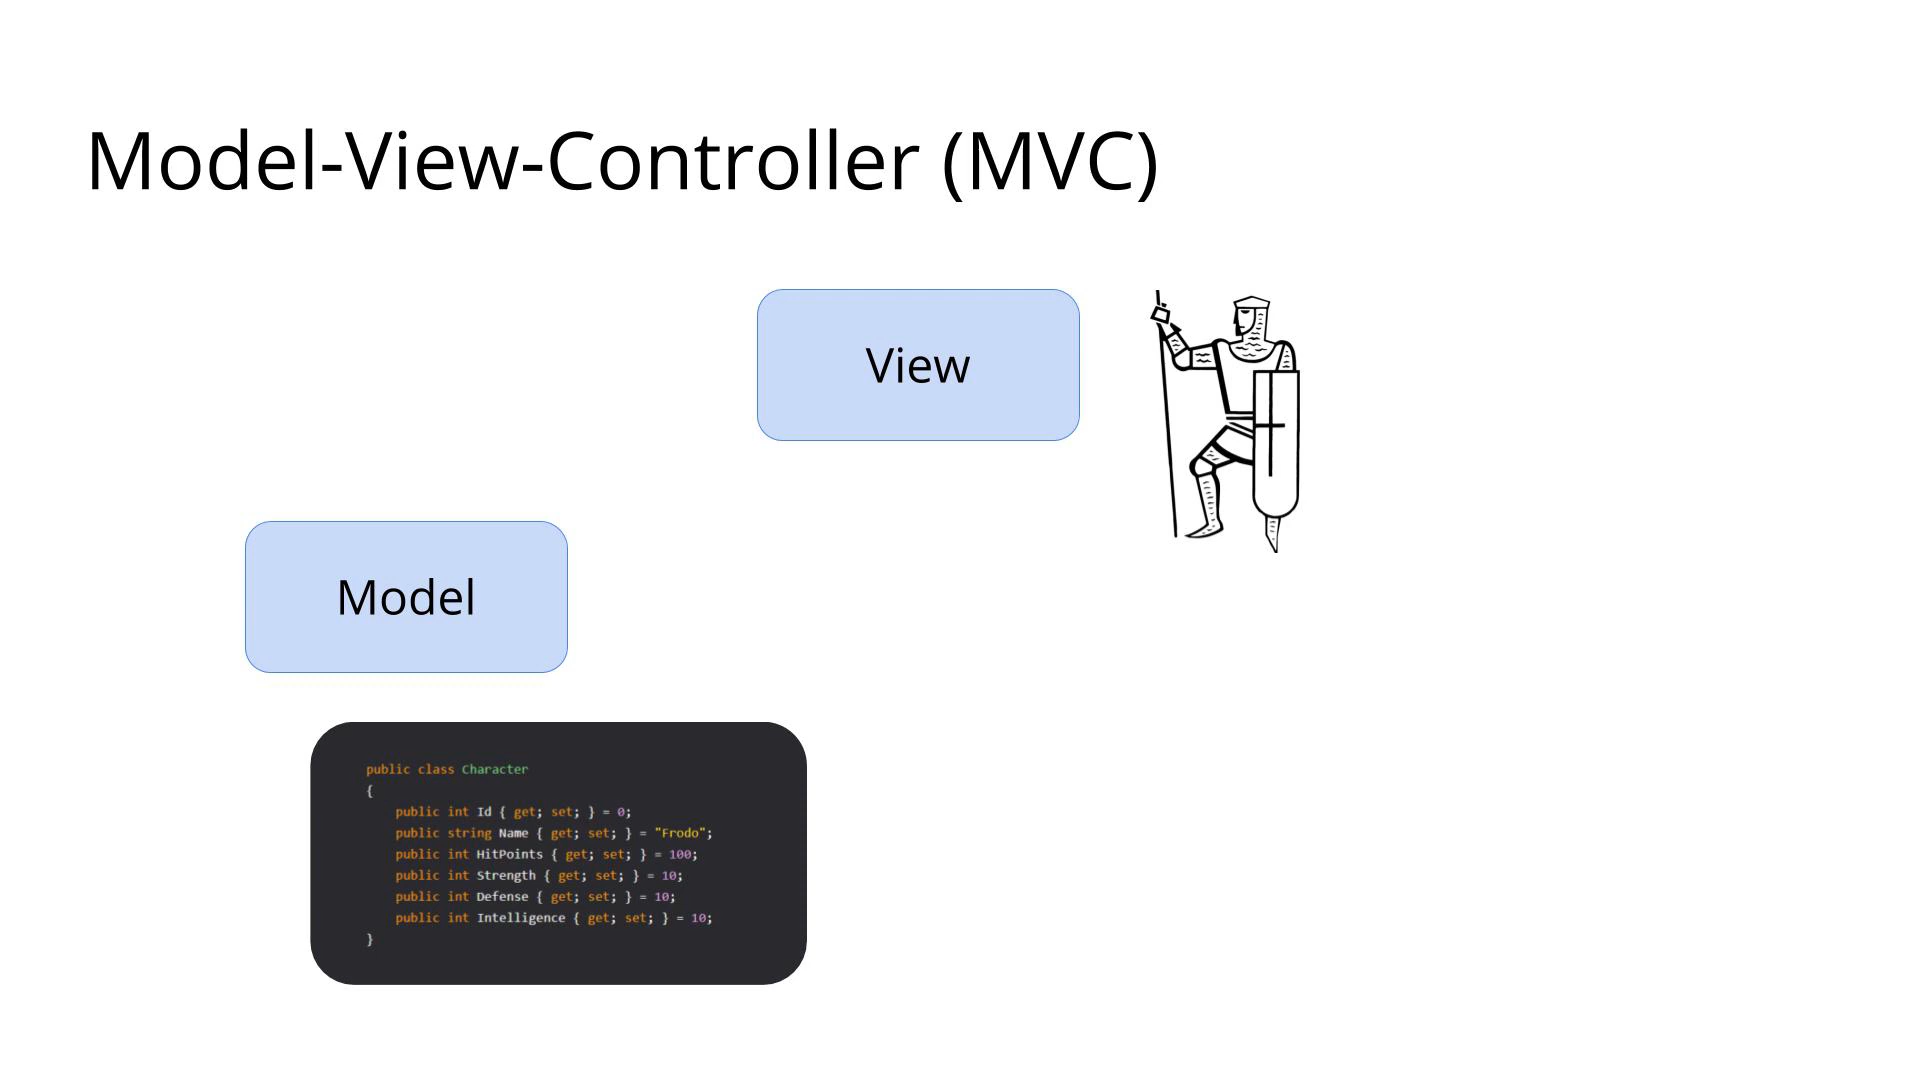 Model-View-Controller (MVC)
View
Model
public class Character
{
    public int Id { get; set; } = 0;
    public string Name { get; set; } = "Frodo";
    public int HitPoints { get; set; } = 100;
    public int Strength { get; set; } = 10;
    public int Defense { get; set; } = 10;
    public int Intelligence { get; set; } = 10;
}